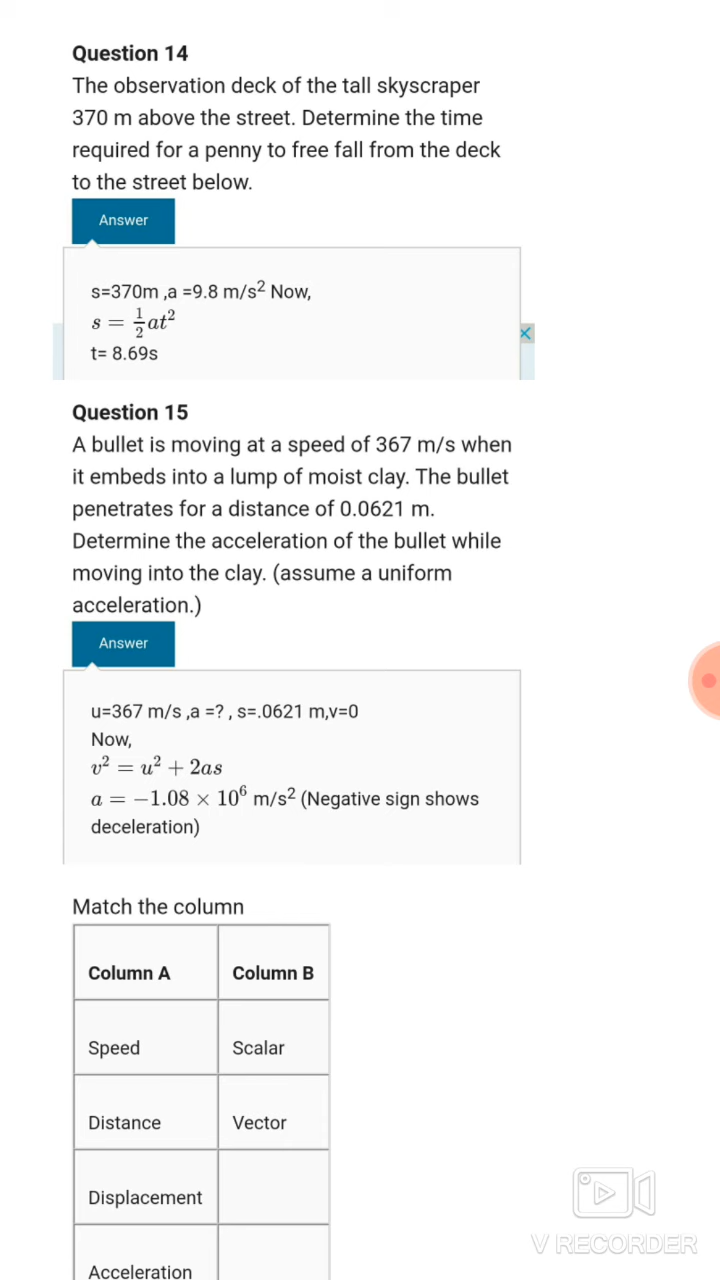 Question 14
The observation deck of the tall skyscraper
370 m above the street. Determine the time
required for a penny to free fall from the deck
to the street below.
Answer
s=370m ,a =9.8 m/s² Now,
s = ½at²
t= 8.69s
Question 15
A bullet is moving at a speed of 367 m/s when
it embeds into a lump of moist clay. The bullet
penetrates for a distance of 0.0621 m.
Determine the acceleration of the bullet while
moving into the clay. (assume a uniform
acceleration.)
Answer
u=367 m/s ,a =? , s=.0621 m,v=0
Now,
v² = u² + 2as
a = −1.08 × 10⁶ m/s² (Negative sign shows
deceleration)
Match the column
Column A Column B
Speed Scalar
Distance Vector
Displacement
Acceleration
V RECORDER